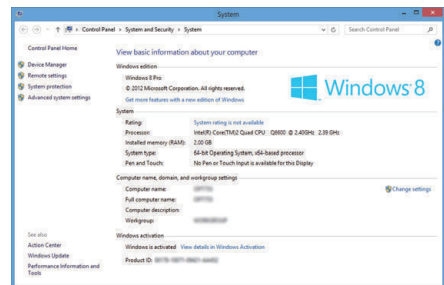 System
Control Panel
System and Security
System
Search Control Panel
Control Panel Home
Device Manager
Remote settings
System protection
Advanced system settings
View basic information about your computer
Windows edition
Windows 8 Pro
© 2012 Microsoft Corporation. All rights reserved.
Get more features with a new edition of Windows
Windows 8
System
Rating: System rating is not available
Processor: Intel(R) Core(TM)2 Quad CPU Q6600 @ 2.40GHz 2.39 GHz
Installed memory (RAM): 2.00 GB
System type: 64-bit Operating System, x64-based processor
Pen and Touch: No Pen or Touch Input is available for this Display
Computer name, domain, and workgroup settings
Computer name:
Change settings
Full computer name:
Computer description:
Workgroup:
Windows activation
Windows is activated View details in Windows Activation
Product ID:
See also
Action Center
Windows Update
Performance Information and
Tools